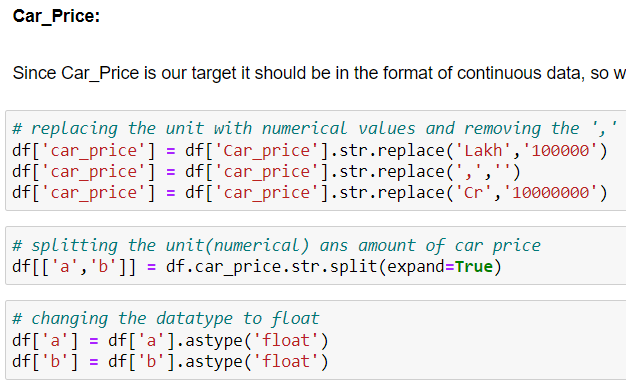 Car_Price:
Since Car_Price is our target it should be in the format of continuous data, so w
# replacing the unit with numerical values and removing the ','
df['car_price'] = df['Car_price'].str.replace('Lakh','100000')
df['car_price'] = df['car_price'].str.replace(',','')
df['car_price'] = df['car_price'].str.replace('Cr','10000000')
# splitting the unit(numerical) ans amount of car price
df[['a','b']] = df.car_price.str.split(expand=True)
# changing the datatype to float
df['a'] = df['a'].astype('float')
df['b'] = df['b'].astype('float')